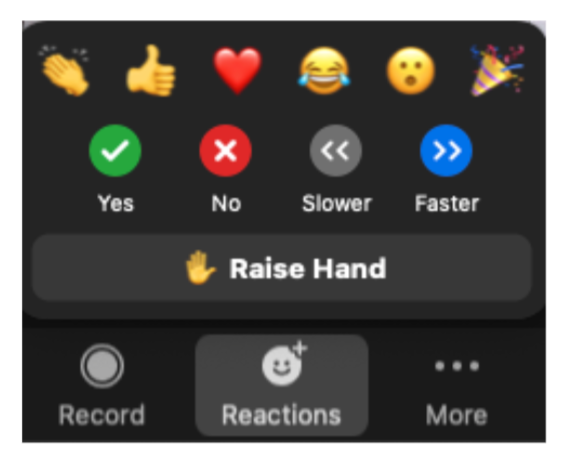 Yes No Slower Faster
Raise Hand
Record Reactions More